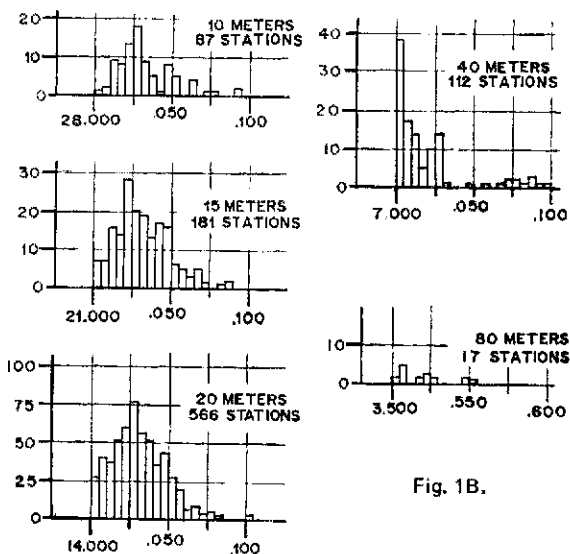 20
10
0
10 METERS
87 STATIONS
28.000 .050 .100
30
20
10
0
15 METERS
181 STATIONS
21.000 .050 .100
100
75
50
25
0
20 METERS
566 STATIONS
14.000 .050 .100
40
30
20
10
0
40 METERS
112 STATIONS
7.000 .050 .100
10
0
80 METERS
17 STATIONS
3.500 .550 .600
Fig. 1B.